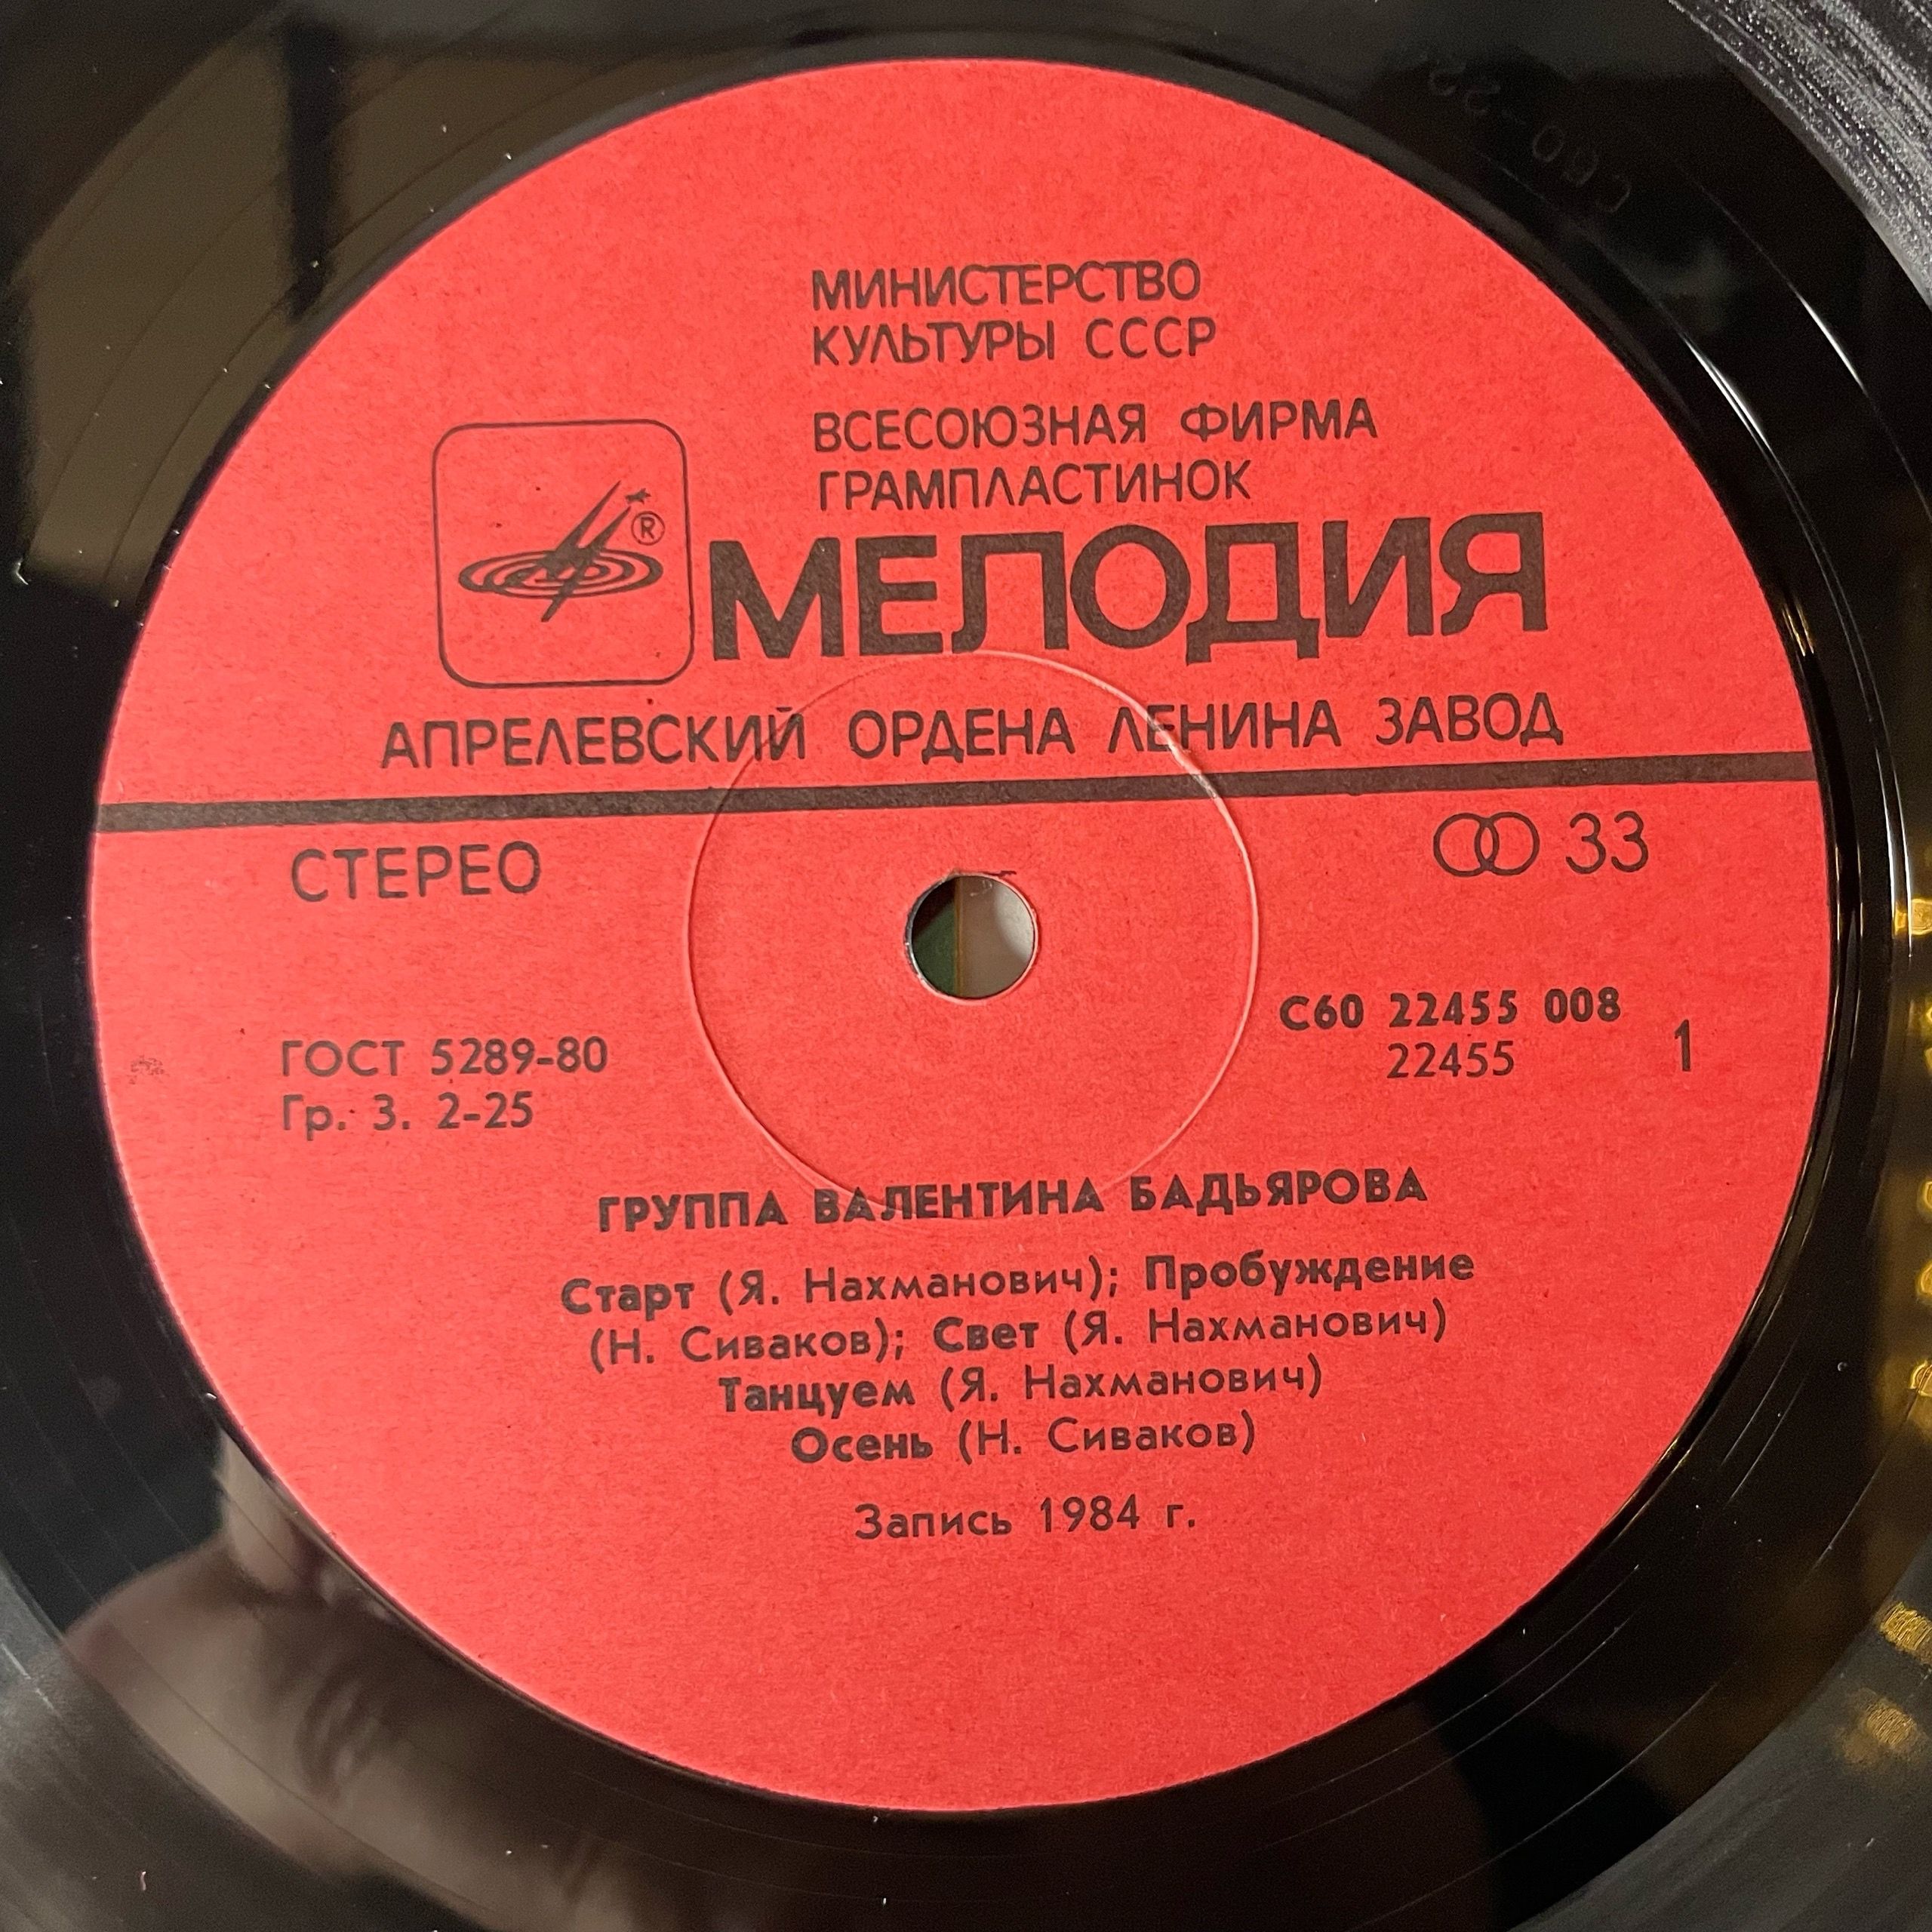 МИНИСТЕРСТВО
КУЛЬТУРЫ СССР
ВСЕСОЮЗНАЯ ФИРМА
ГРАМПЛАСТИНОК
МЕЛОДИЯ
®
АПРЕЛЕВСКИЙ ОРДЕНА ЛЕНИНА ЗАВОД
СТЕРЕО
33
С60 22455 008
22455
1
ГОСТ 5289-80
Гр. 3. 2-25
ГРУППА ВАЛЕНТИНА БАДЬЯРОВА
Старт (Я. Нахманович); Пробуждение
(Н. Сиваков); Свет (Я. Нахманович)
Танцуем (Я. Нахманович)
Осень (Н. Сиваков)
Запись 1984 г.